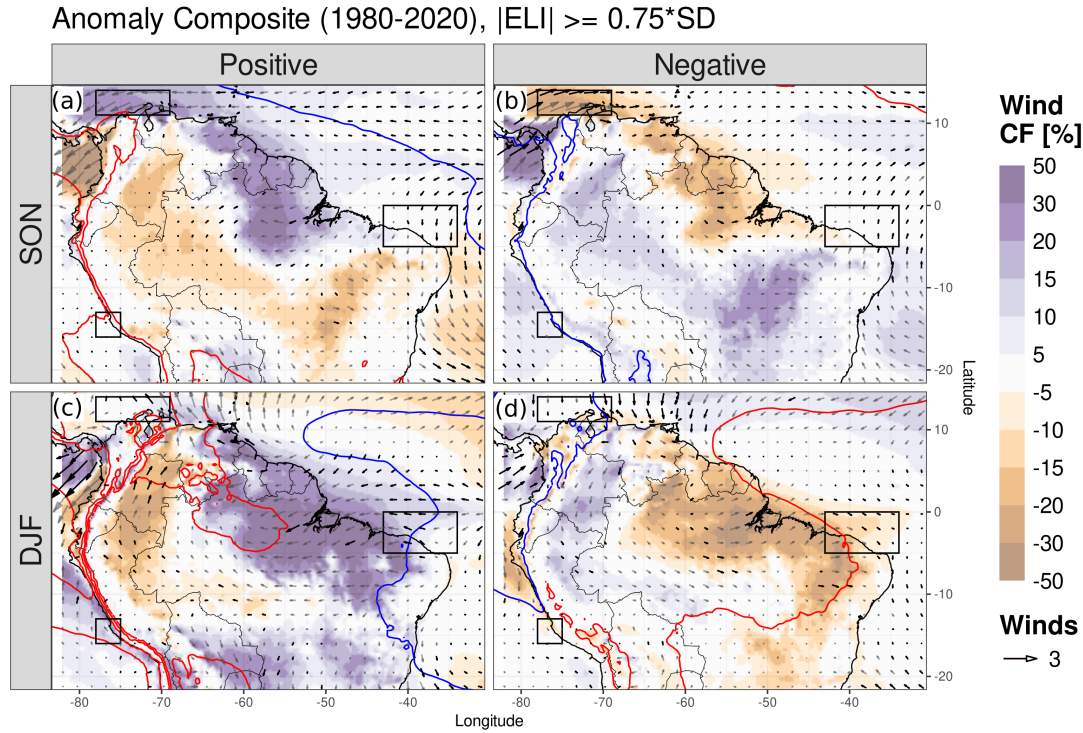 Anomaly Composite (1980-2020), |ELI| >= 0.75*SD
Positive
Negative
SON
(a)
(b)
10
0
-10
-20
DJF
(c)
(d)
10
0
-10
-20
-80
-70
-60
-50
-40
-80
-70
-60
-50
-40
Longitude
Latitude
Wind
CF [%]
50
30
20
15
10
5
-5
-10
-15
-20
-30
-50
Winds
3